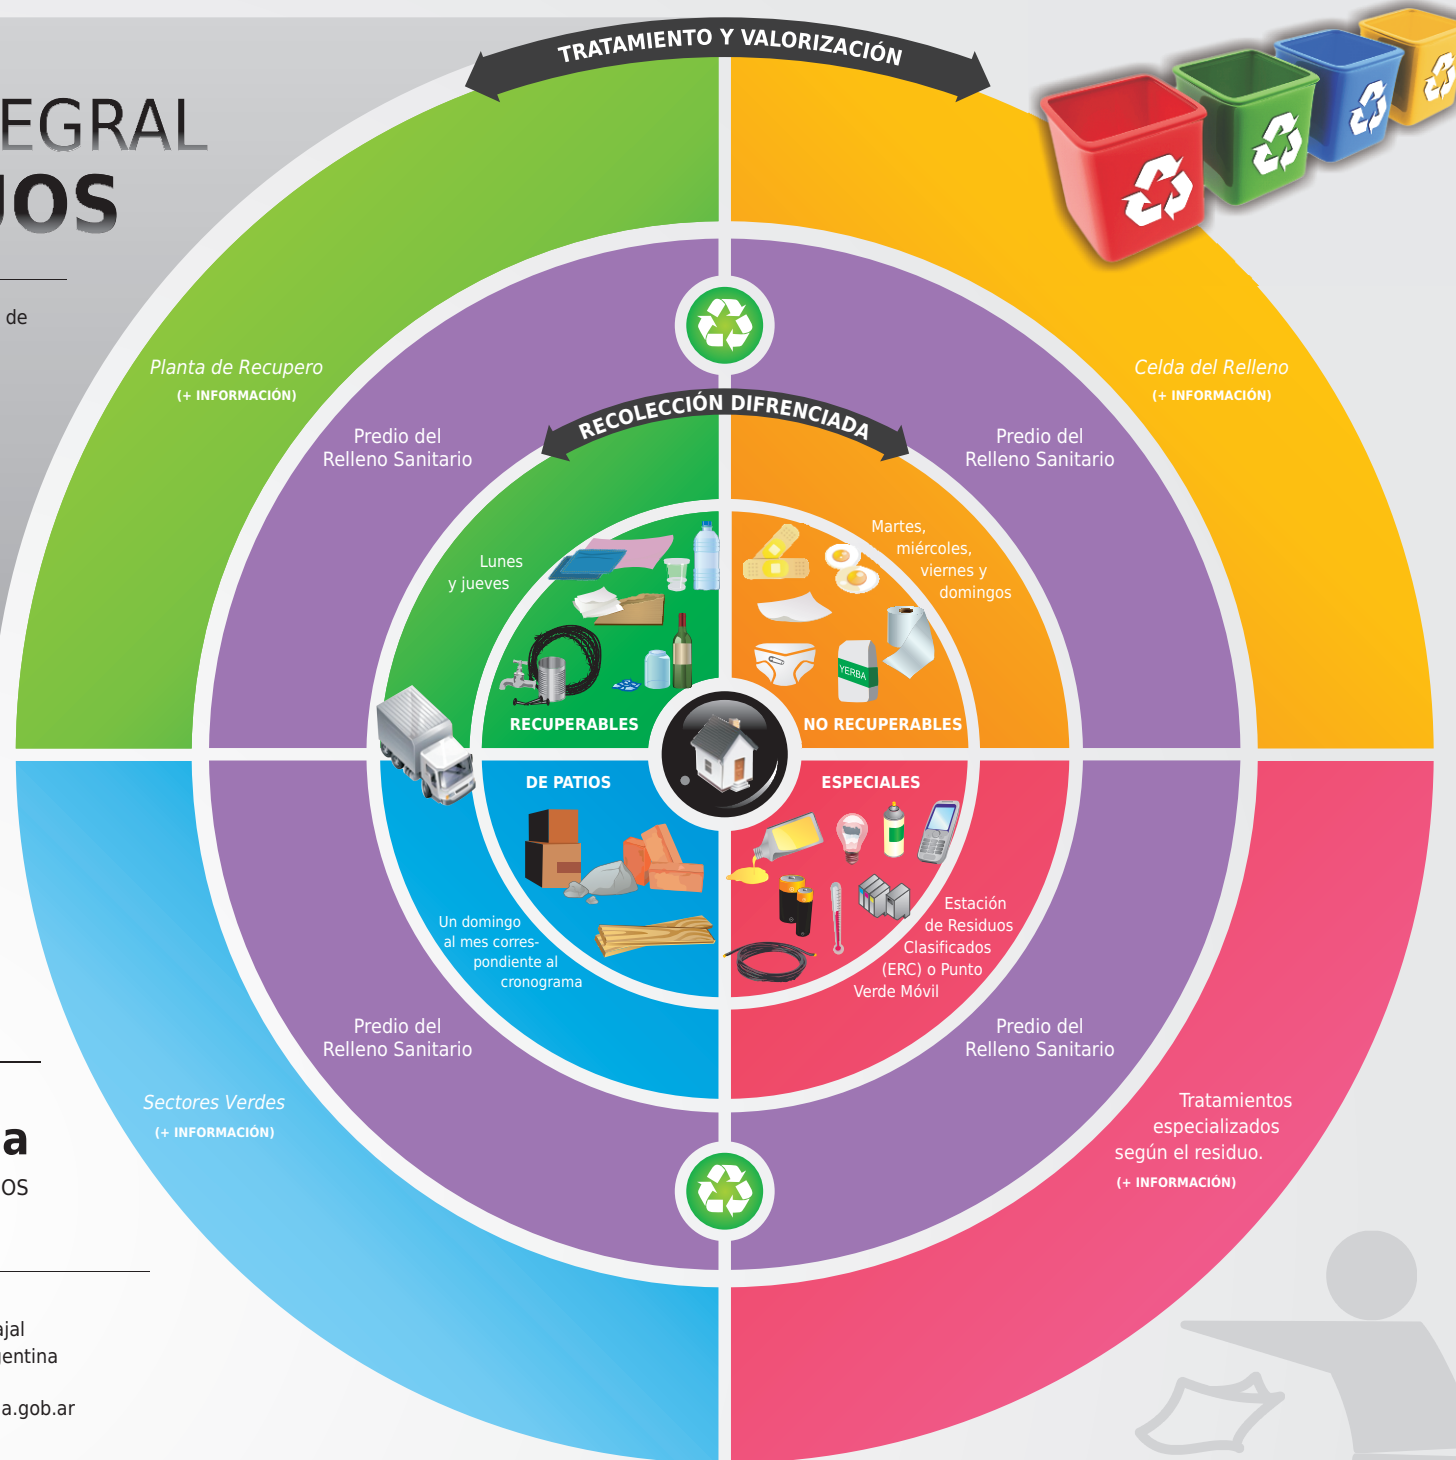 TRATAMIENTO Y VALORIZACIÓN
EGRAL
OS
de
Planta de Recupero
(+ INFORMACIÓN)
Celda del Relleno
(+ INFORMACIÓN)
Predio del
Relleno Sanitario
Predio del
Relleno Sanitario
RECOLECCIÓN DIFRENCIADA
Lunes
y jueves
Martes,
miércoles,
viernes y
domingos
YERBA
RECUPERABLES
NO RECUPERABLES
DE PATIOS
ESPECIALES
Un domingo
al mes corres-
pondiente al
cronograma
Estación
de Residuos
Clasificados
(ERC) o Punto
Verde Móvil
Predio del
Relleno Sanitario
Predio del
Relleno Sanitario
Sectores Verdes
(+ INFORMACIÓN)
Tratamientos
especializados
según el residuo.
(+ INFORMACIÓN)
a
OS
ajal
gentina
a.gob.ar